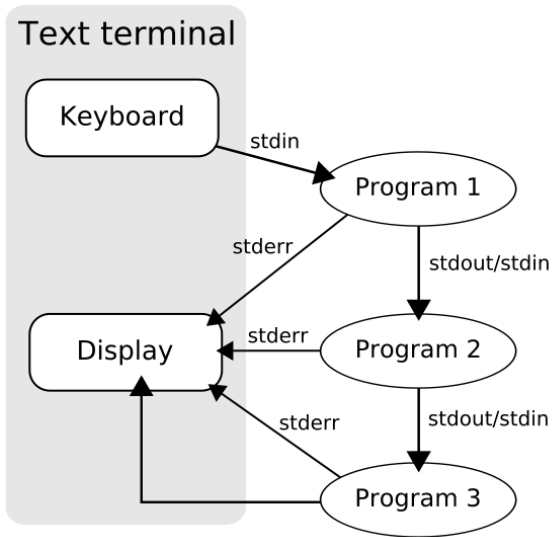 Text terminal
Keyboard
stdin
Program 1
stderr
stdout/stdin
Display
stderr
Program 2
stderr
stdout/stdin
Program 3